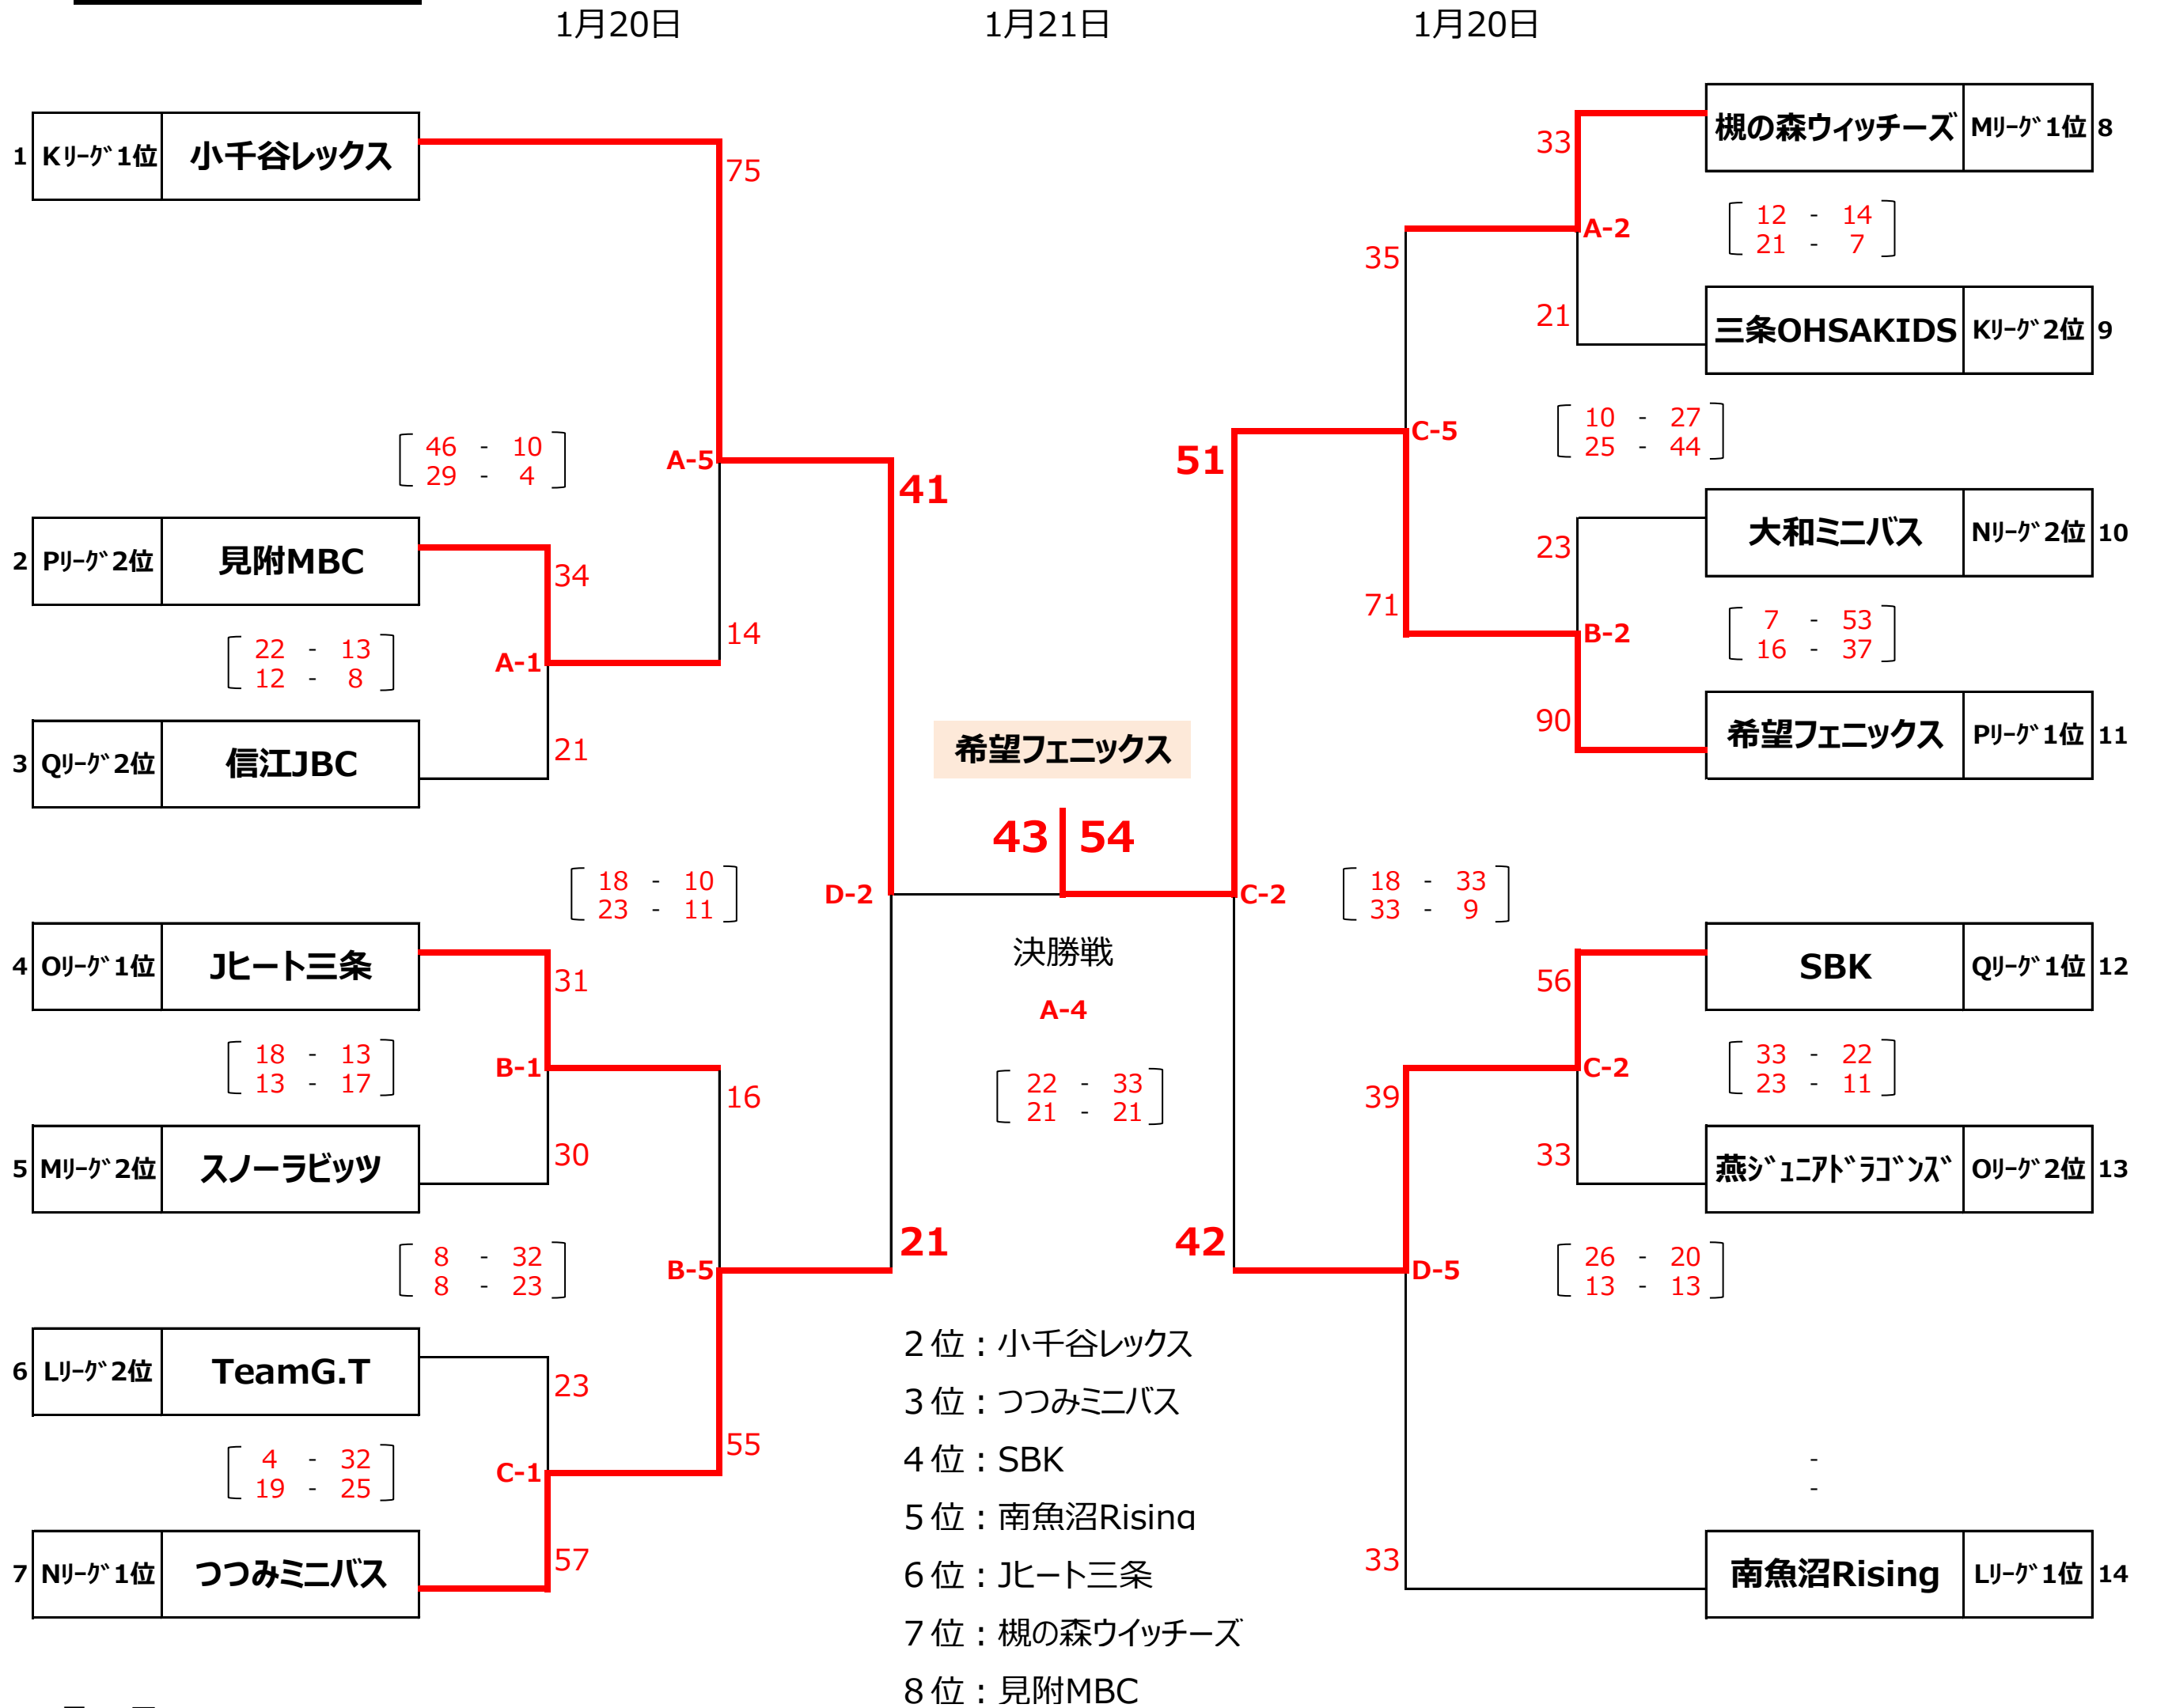 1月20日
1月21日
1月20日
1 Kﾘｰｸﾞ1位 小千谷レックス
75
46 - 10
29 - 4
A-5
41
2 Pﾘｰｸﾞ2位 見附MBC
34
22 - 13
12 - 8
A-1
14
3 Qﾘｰｸﾞ2位 信江JBC
21
18 - 10
23 - 11
D-2
4 Oﾘｰｸﾞ1位 Jヒート三条
31
18 - 13
13 - 17
B-1
16
5 Mﾘｰｸﾞ2位 スノーラビッツ
30
8 - 32
8 - 23
B-5
21
6 Lﾘｰｸﾞ2位 TeamG.T
23
4 - 32
19 - 25
C-1
55
7 Nﾘｰｸﾞ1位 つつみミニバス
57
希望フェニックス
43 54
決勝戦
A-4
22 - 33
21 - 21
2位：小千谷レックス
3位：つつみミニバス
4位：SBK
5位：南魚沼Rising
6位：Jヒート三条
7位：槻の森ウイッチーズ
8位：見附MBC
33
槻の森ウィッチーズ Mﾘｰｸﾞ1位 8
A-2
12 - 14
21 - 7
35
21
三条OHSAKIDS Kﾘｰｸﾞ2位 9
51
C-5
10 - 27
25 - 44
23
大和ミニバス Nﾘｰｸﾞ2位 10
71
B-2
7 - 53
16 - 37
90
希望フェニックス Pﾘｰｸﾞ1位 11
C-2
18 - 33
33 - 9
56
SBK Qﾘｰｸﾞ1位 12
39
C-2
33 - 22
23 - 11
33
燕ｼﾞｭﾆｱﾄﾞﾗｺﾞﾝｽﾞ Oﾘｰｸﾞ2位 13
42
D-5
26 - 20
13 - 13
-
-
33
南魚沼Rising Lﾘｰｸﾞ1位 14